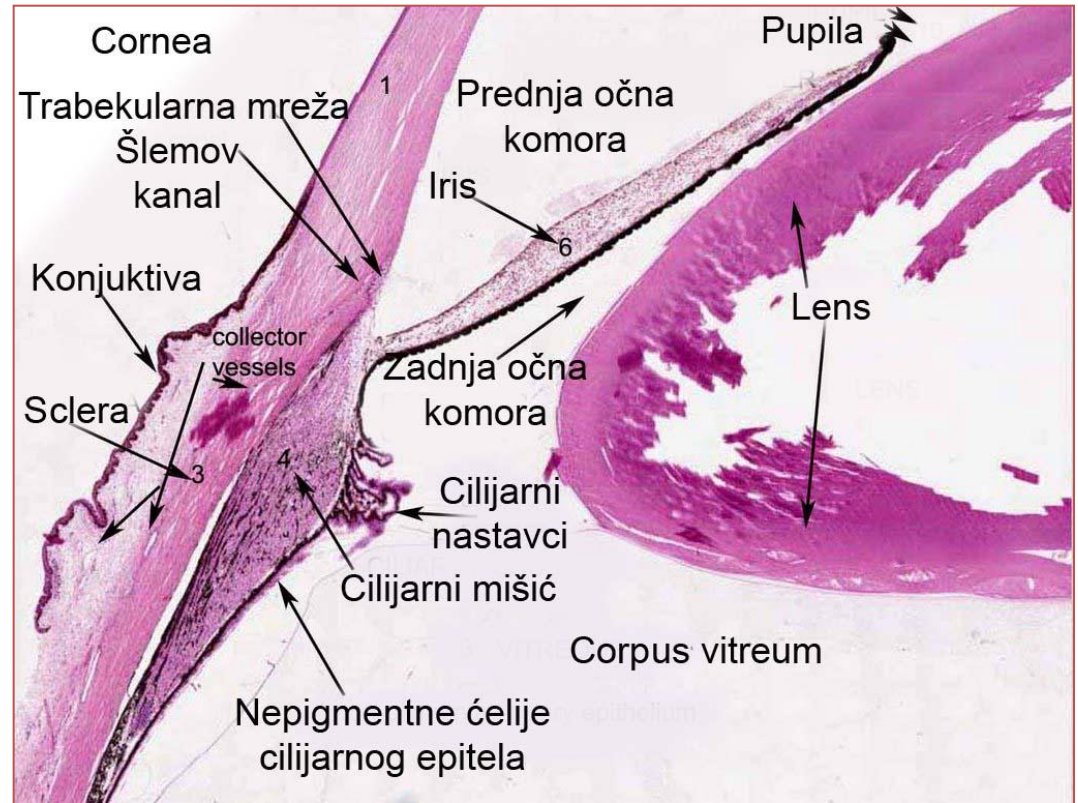 Cornea
Pupila
1
Trabekularna mreža
Prednja očna
komora
Šlemov
kanal
Iris
6
Konjuktiva
Lens
collector
vessels
Zadnja očna
komora
LENS
Sclera
3
4
Cilijarni
nastavci
Cilijarni mišić
Corpus vitreum
Nepigmentne ćelije
cilijarnog epitela